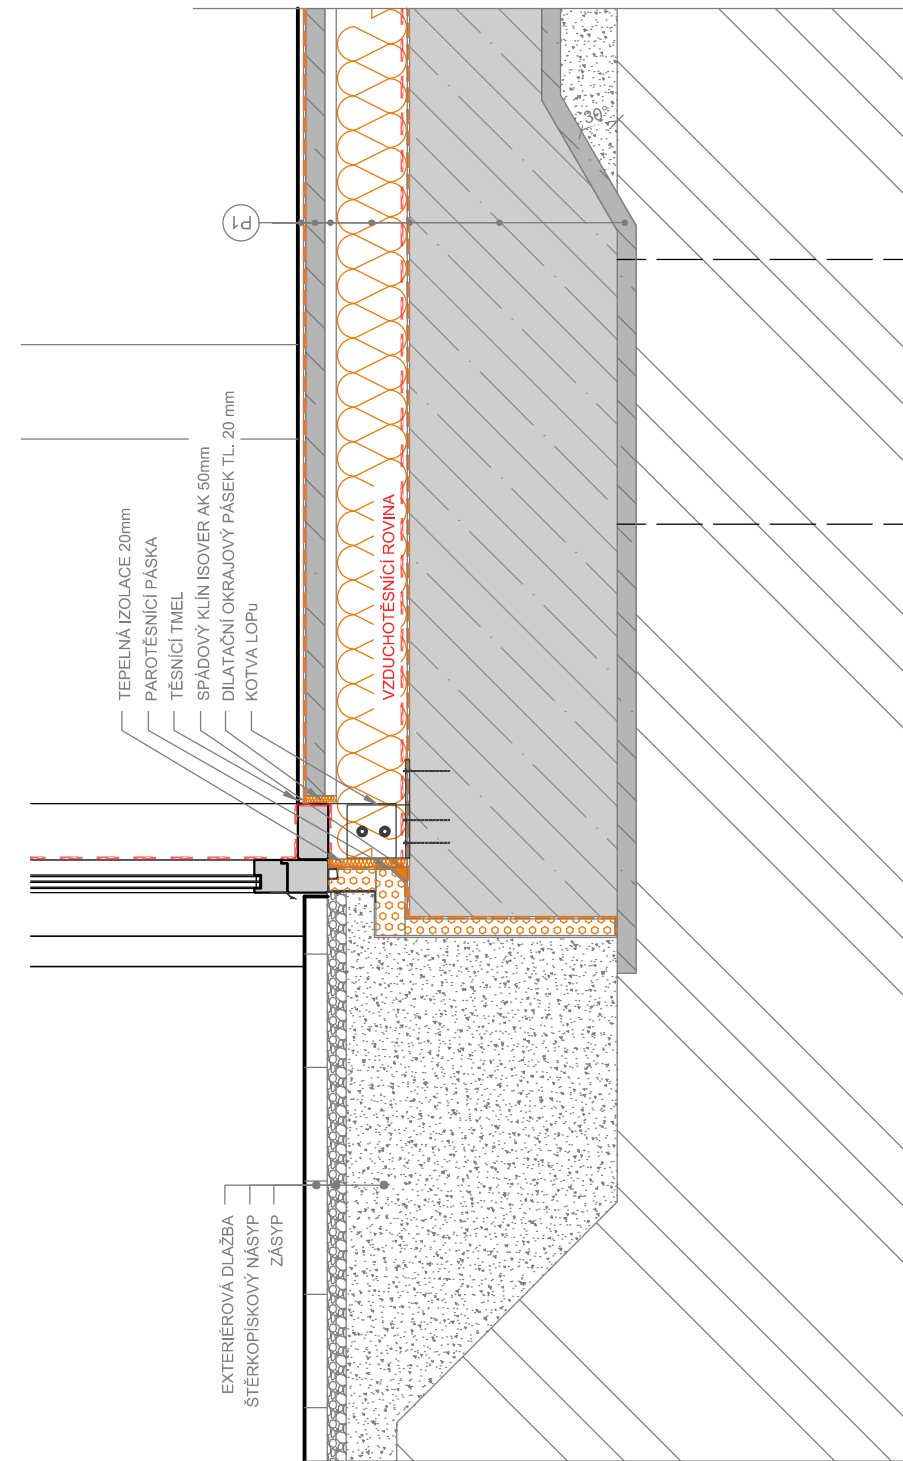 TEPELNÁ IZOLACE 20mm
PAROTĚSNÍCÍ PÁSKA
TĚSNÍCÍ TMEL
SPÁDOVÝ KLÍN ISOVER AK 50mm
DILATAČNÍ OKRAJOVÝ PÁSEK TL. 20 mm
KOTVA LOPu
VZDUCHOTĚSNÍCÍ ROVINA
P1
30°
EXTERIÉROVÁ DLAŽBA
ŠTĚRKOPÍSKOVÝ NÁSYP
ZÁSYP